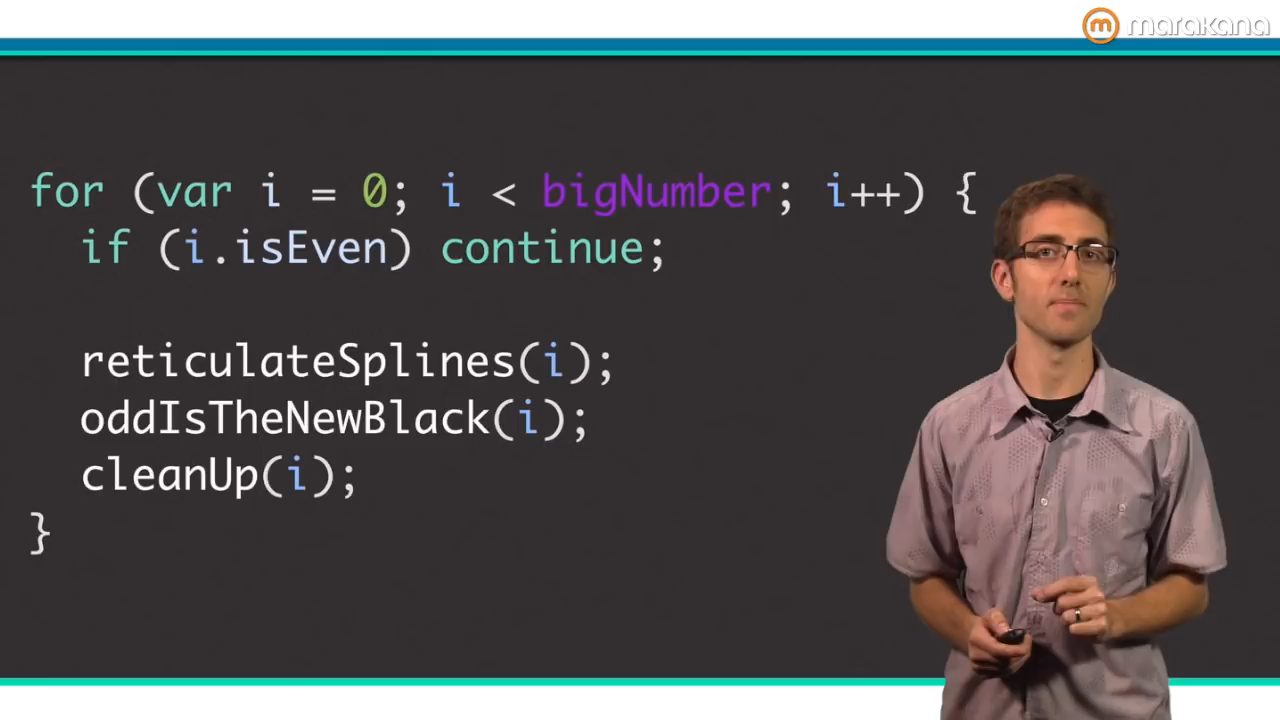 marakana
for (var i = 0; i < bigNumber; i++) {
if (i.isEven) continue;
reticulateSplines(i);
oddIsTheNewBlack(i);
cleanUp(i);
}